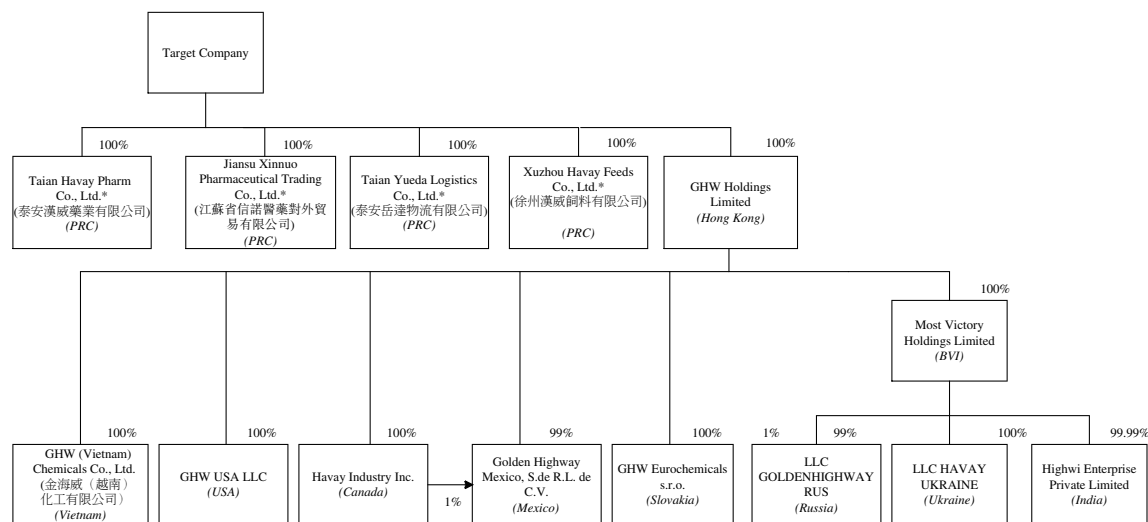 Target Company
100%
100%
100%
100%
100%
Taian Havay Pharm
Co., Ltd.*
(泰安漢威藥業有限公司)
(PRC)
Jiansu Xinnuo
Pharmaceutical Trading
Co., Ltd.*
(江蘇省信諾醫藥對外貿
易有限公司)
(PRC)
Taian Yueda Logistics
Co., Ltd.*
(泰安岳達物流有限公司)
(PRC)
Xuzhou Havay Feeds
Co., Ltd.*
(徐州漢威飼料有限公司)
(PRC)
GHW Holdings
Limited
(Hong Kong)
100%
Most Victory
Holdings Limited
(BVI)
100%
100%
100%
99%
100%
1%
99%
100%
99.99%
GHW (Vietnam)
Chemicals Co., Ltd.
(金海威（越南）
化工有限公司）
(Vietnam)
GHW USA LLC
(USA)
Havay Industry Inc.
(Canada)
1%
Golden Highway
Mexico, S.de R.L. de
C.V.
(Mexico)
GHW Eurochemicals
s.r.o.
(Slovakia)
LLC
GOLDENHIGHWAY
RUS
(Russia)
LLC HAVAY
UKRAINE
(Ukraine)
Highwi Enterprise
Private Limited
(India)